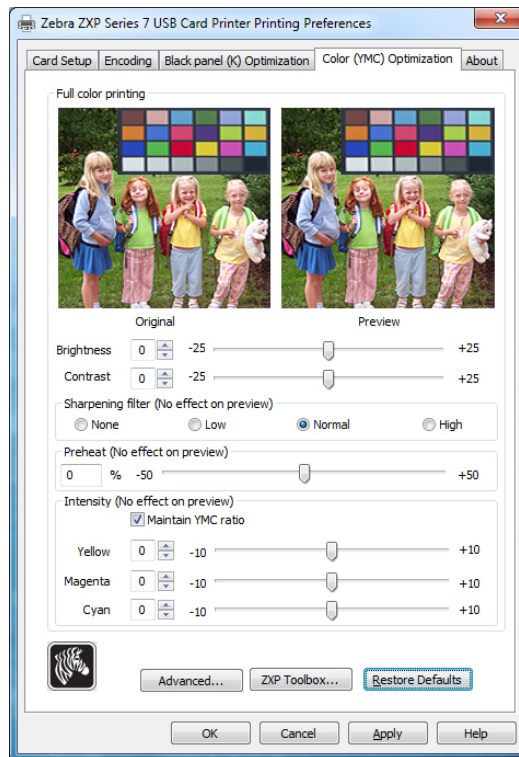 Zebra ZXP Series 7 USB Card Printer Printing Preferences
Card Setup Encoding Black panel (K) Optimization Color (YMC) Optimization About
Full color printing
Original Preview
Brightness 0 -25 +25
Contrast 0 -25 +25
Sharpening filter (No effect on preview)
None Low Normal High
Preheat (No effect on preview)
0 % -50 +50
Intensity (No effect on preview)
Maintain YMC ratio
Yellow 0 -10 +10
Magenta 0 -10 +10
Cyan 0 -10 +10
Advanced... ZXP Toolbox... Restore Defaults
OK Cancel Apply Help